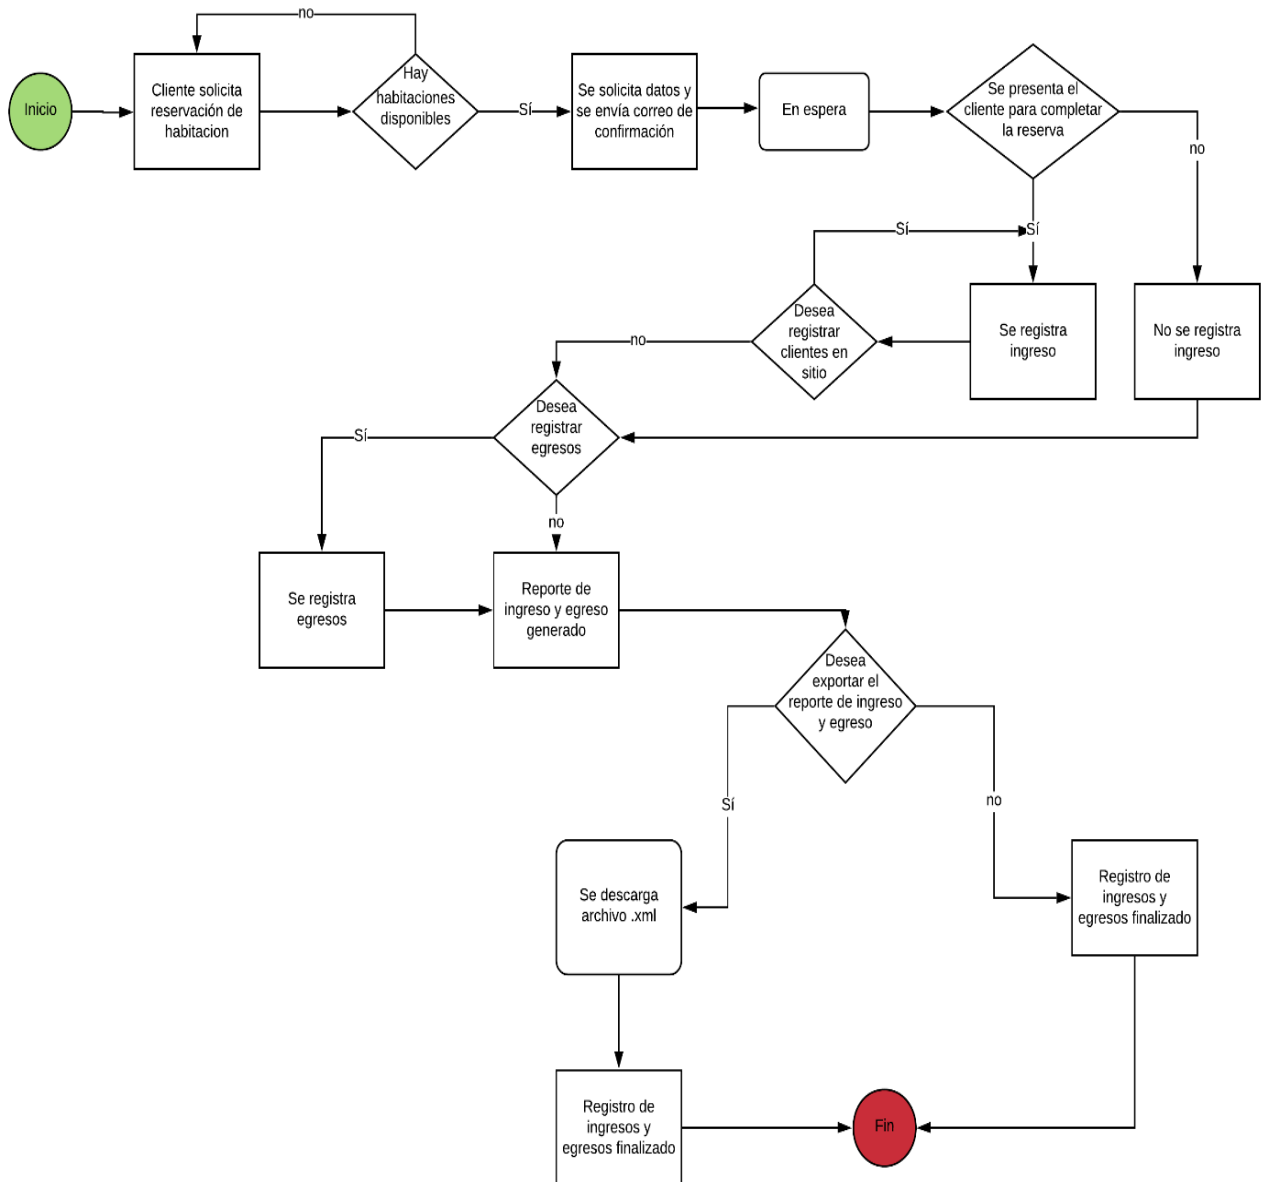 no
Inicio
Cliente solicita
reservación de
habitacion
Hay
habitaciones
disponibles
Sí
Se solicita datos y
se envía correo de
confirmación
En espera
Se presenta el
cliente para completar
la reserva
no
Sí
Sí
Desea
registrar
clientes en
sitio
Se registra
ingreso
No se registra
ingreso
no
Desea
registrar
egresos
Sí
no
Se registra
egresos
Reporte de
ingreso y egreso
generado
Desea
exportar el
reporte de ingreso
y egreso
Sí
no
Se descarga
archivo .xml
Registro de
ingresos y
egresos finalizado
Registro de
ingresos y
egresos finalizado
Fin